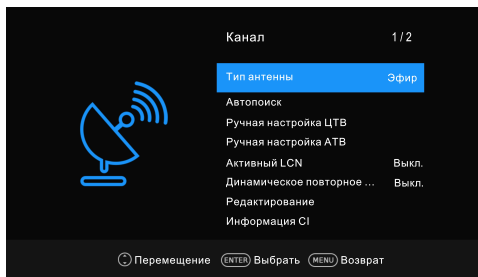 Канал 1/2
Тип антенны Эфир
Автопоиск
Ручная настройка ЦТВ
Ручная настройка АТВ
Активный LCN Выкл.
Динамическое повторное ... Выкл.
Редактирование
Информация CI
Перемещение ENTER Выбрать MENU Возврат